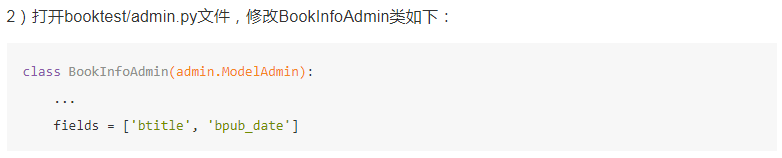 2）打开booktest/admin.py文件，修改BookInfoAdmin类如下：
class BookInfoAdmin(admin.ModelAdmin):
    ...
    fields = ['btitle', 'bpub_date']